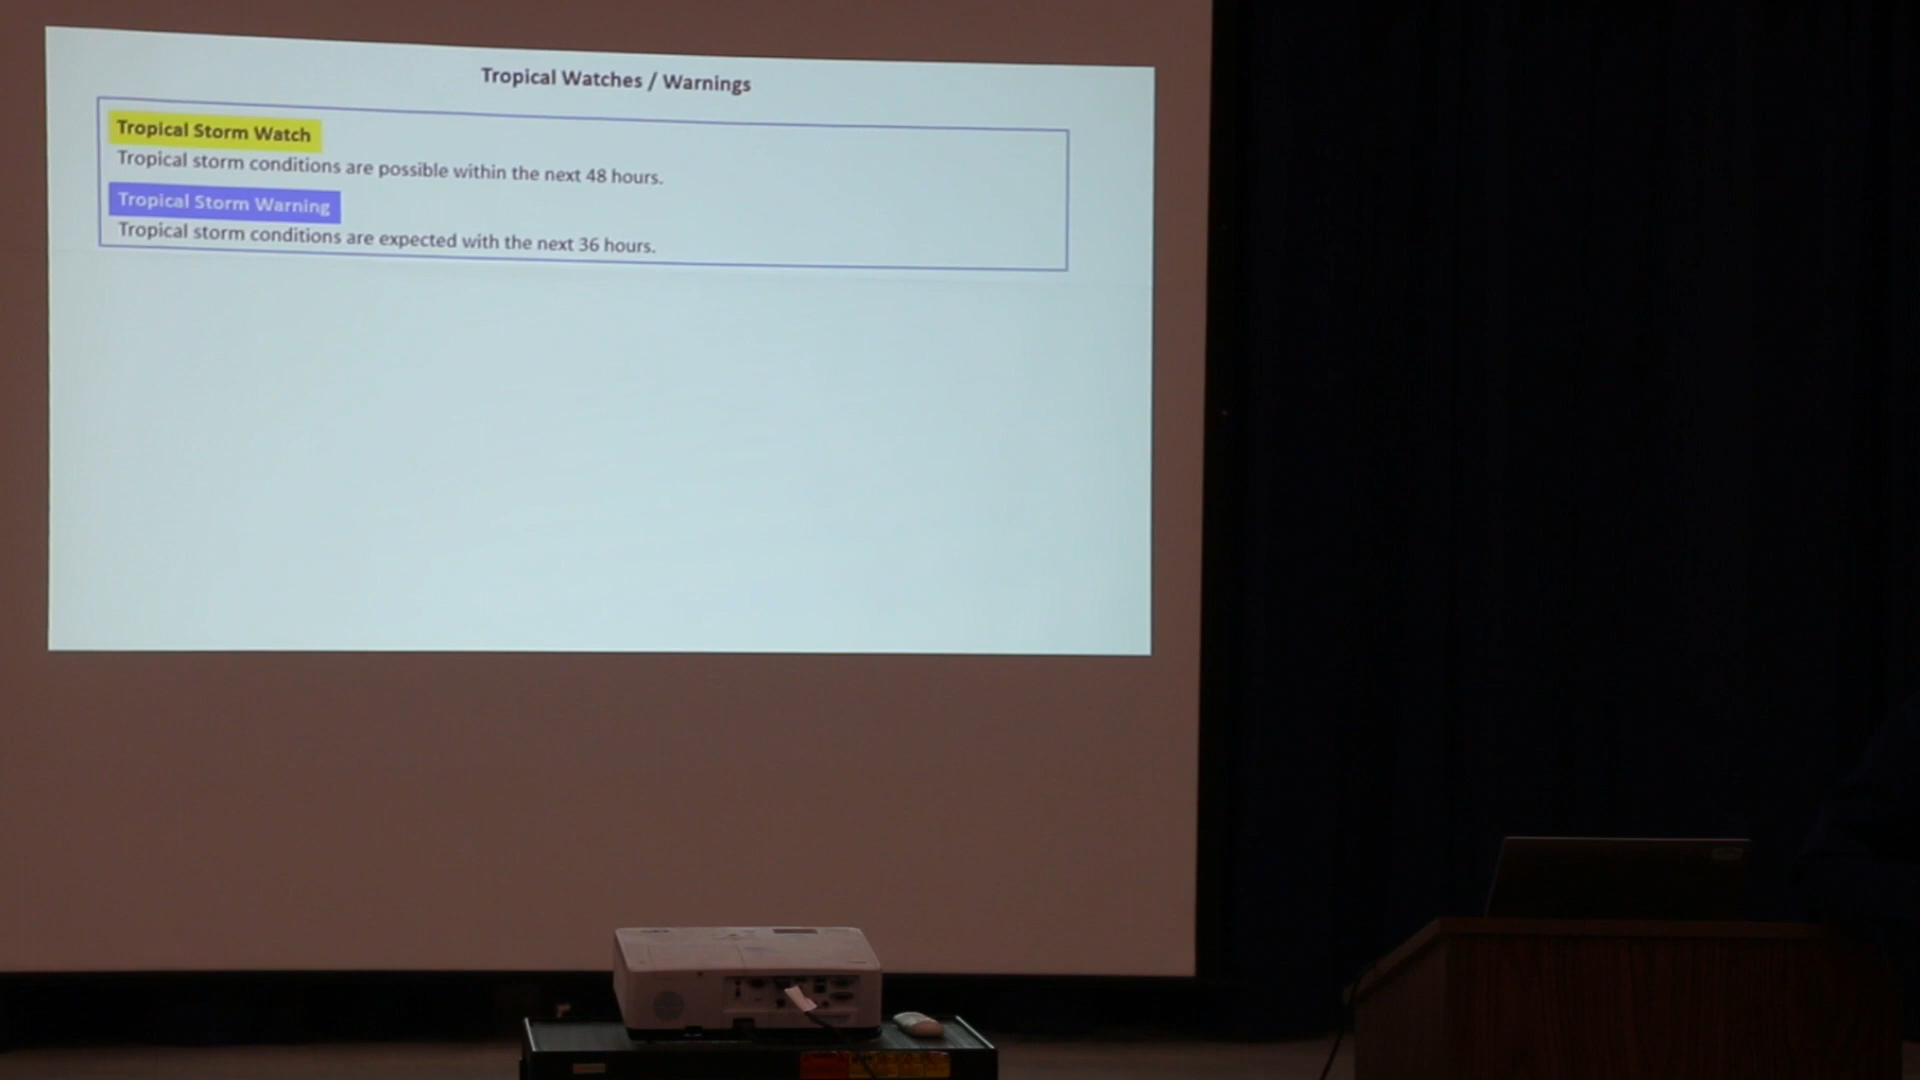 Tropical Watches / Warnings
Tropical Storm Watch
Tropical storm conditions are possible within the next 48 hours.
Tropical Storm Warning
Tropical storm conditions are expected with the next 36 hours.